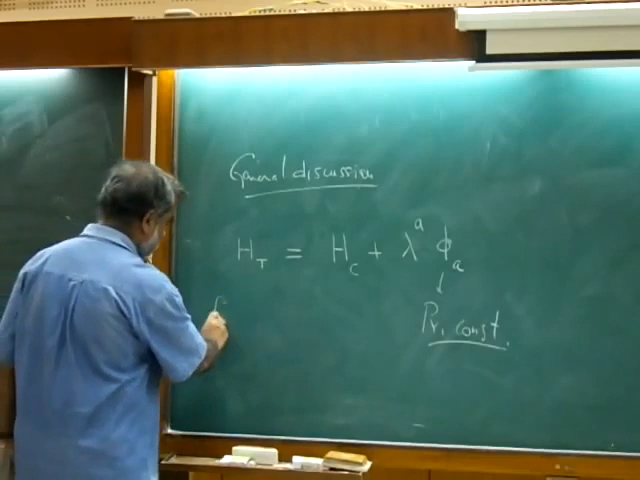 General discussion
H_T = H_c + λ^a ϕ_a
↓
Pr. const.